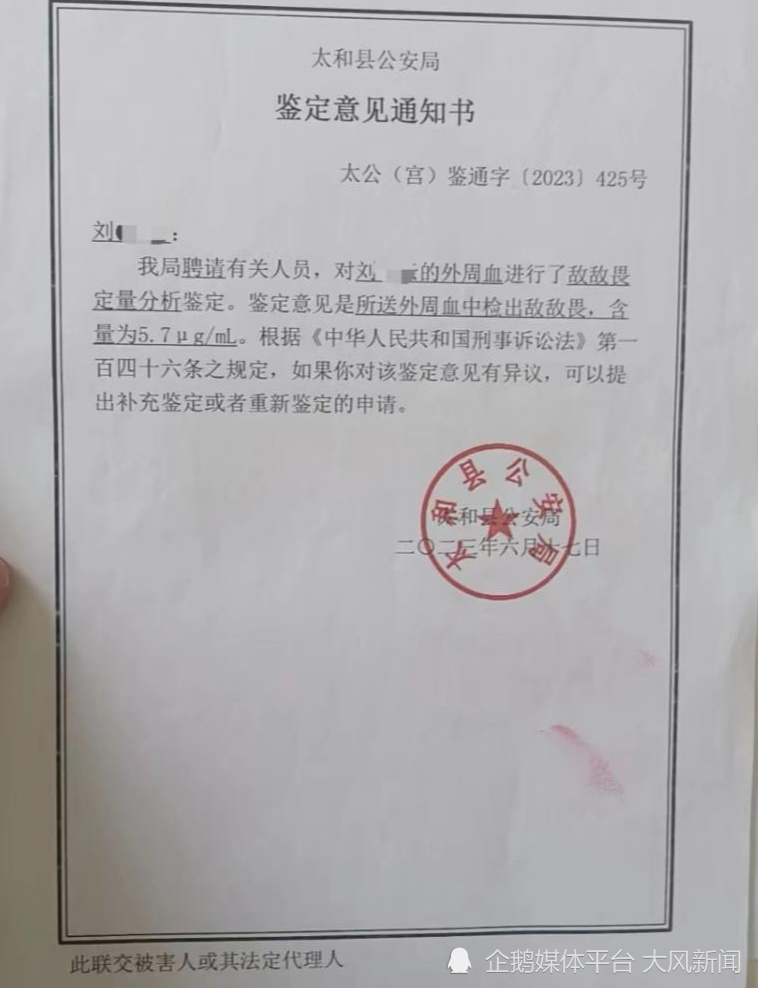 太和县公安局
鉴定意见通知书
太公（宫）鉴通字〔2023〕425号
刘：
我局聘请有关人员，对刘的外周血进行了敌敌畏
定量分析鉴定。鉴定意见是所送外周血中检出敌敌畏，含
量为5.7μg/mL。根据《中华人民共和国刑事诉讼法》第一
百四十六条之规定，如果你对该鉴定意见有异议，可以提
出补充鉴定或者重新鉴定的申请。
太和县公安局
太和县公安局
二〇二三年六月十七日
此联交被害人或其法定代理人
企鹅媒体平台 大风新闻